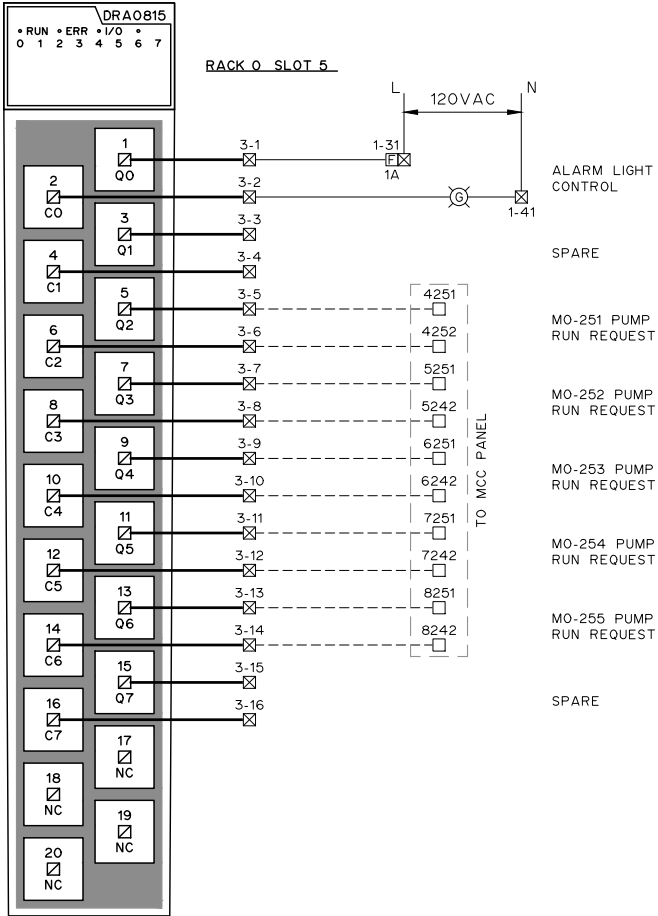 DRA0815
RUN ERR I/O
0 1 2 3 4 5 6 7
RACK 0 SLOT 5
L
N
120VAC
1
Q0
3-1
1-31
F
1A
2
C0
3-2
G
1-41
ALARM LIGHT
CONTROL
3
Q1
3-3
4
C1
3-4
SPARE
5
Q2
3-5
4251
6
C2
3-6
4252
MO-251 PUMP
RUN REQUEST
7
Q3
3-7
5251
8
C3
3-8
5242
MO-252 PUMP
RUN REQUEST
9
Q4
3-9
6251
10
C4
3-10
6242
MO-253 PUMP
RUN REQUEST
11
Q5
3-11
7251
12
C5
3-12
7242
MO-254 PUMP
RUN REQUEST
13
Q6
3-13
8251
14
C6
3-14
8242
MO-255 PUMP
RUN REQUEST
TO MCC PANEL
15
Q7
3-15
16
C7
3-16
SPARE
17
NC
18
NC
19
NC
20
NC